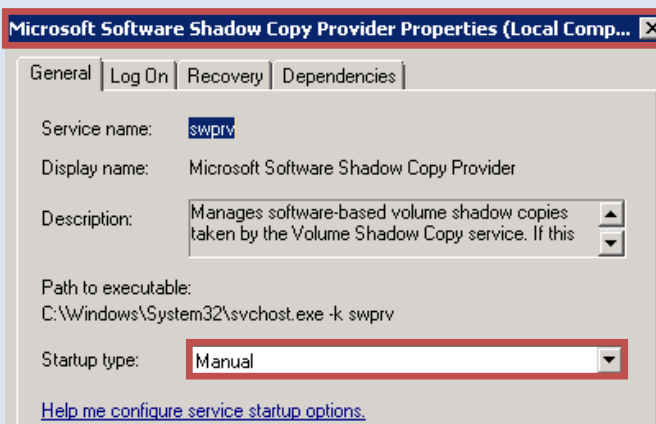 Microsoft Software Shadow Copy Provider Properties (Local Comp...
General Log On Recovery Dependencies
Service name: swprv
Display name: Microsoft Software Shadow Copy Provider
Description: Manages software-based volume shadow copies
taken by the Volume Shadow Copy service. If this
Path to executable:
C:\Windows\System32\svchost.exe -k swprv
Startup type: Manual
Help me configure service startup options.